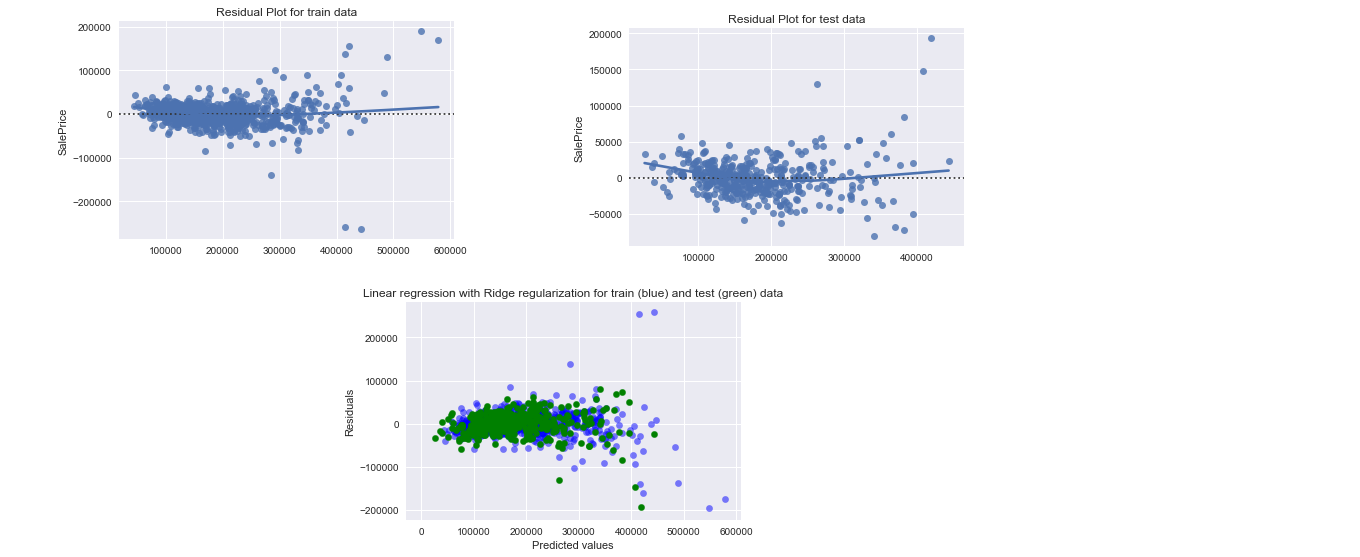 Residual Plot for train data
200000
100000
0
−100000
−200000
SalePrice
100000 200000 300000 400000 500000 600000
Residual Plot for test data
200000
150000
100000
50000
0
−50000
SalePrice
100000 200000 300000 400000
Linear regression with Ridge regularization for train (blue) and test (green) data
200000
100000
0
−100000
−200000
Residuals
0 100000 200000 300000 400000 500000 600000
Predicted values